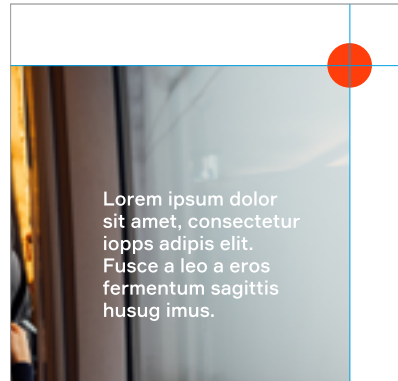 Lorem ipsum dolor
sit amet, consectetur
iopps adipis elit.
Fusce a leo a eros
fermentum sagittis
husug imus.